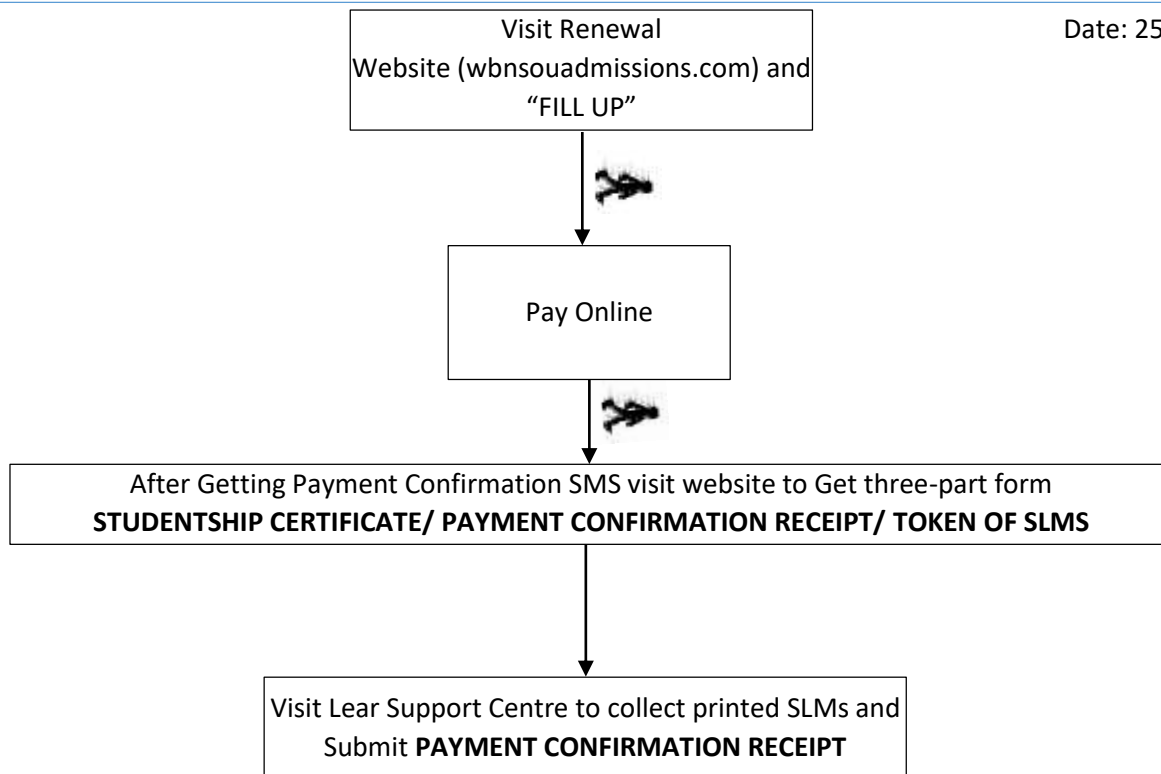 Visit Renewal
Date: 25
Website (wbnsouadmissions.com) and
“FILL UP”
Pay Online
After Getting Payment Confirmation SMS visit website to Get three-part form
STUDENTSHIP CERTIFICATE/ PAYMENT CONFIRMATION RECEIPT/ TOKEN OF SLMS
Visit Lear Support Centre to collect printed SLMs and
Submit PAYMENT CONFIRMATION RECEIPT